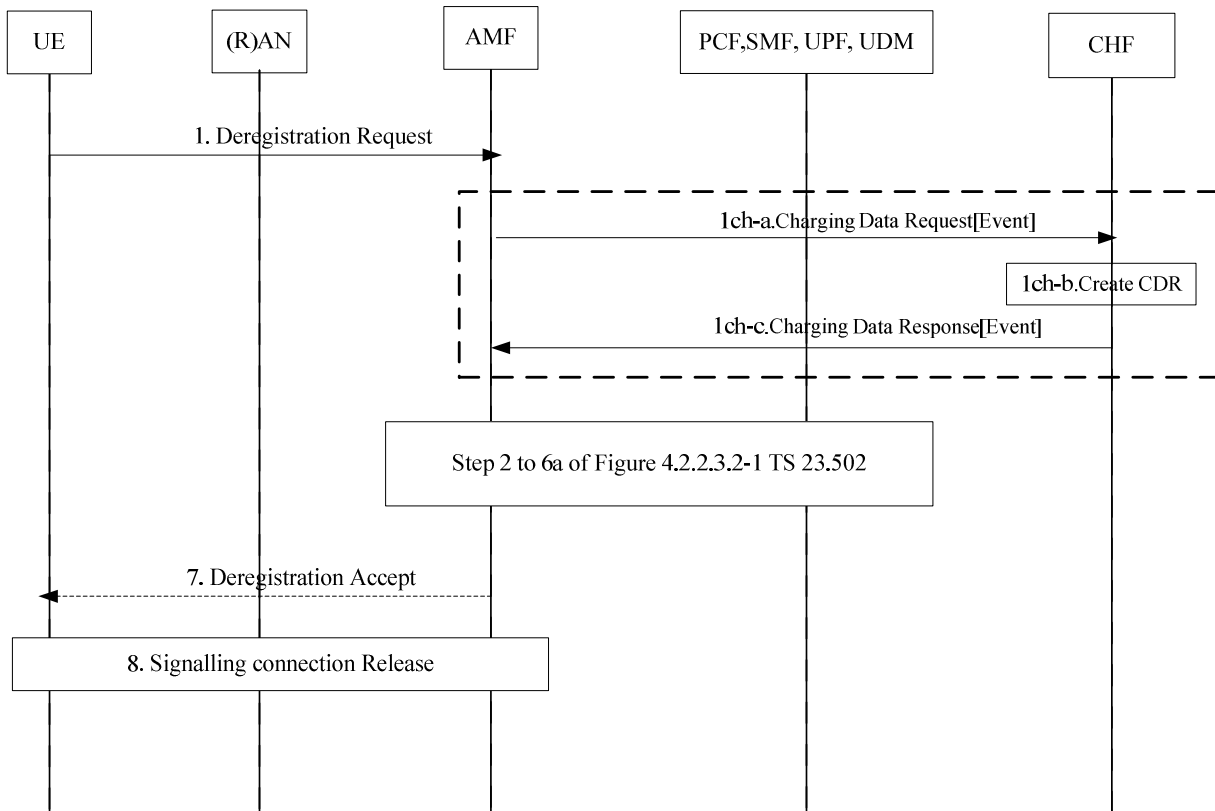 UE
(R)AN
AMF
PCF,SMF, UPF, UDM
CHF
1. Deregistration Request
1ch-a.Charging Data Request[Event]
1ch-b.Create CDR
1ch-c.Charging Data Response[Event]
Step 2 to 6a of Figure 4.2.2.3.2-1 TS 23.502
7. Deregistration Accept
8. Signalling connection Release